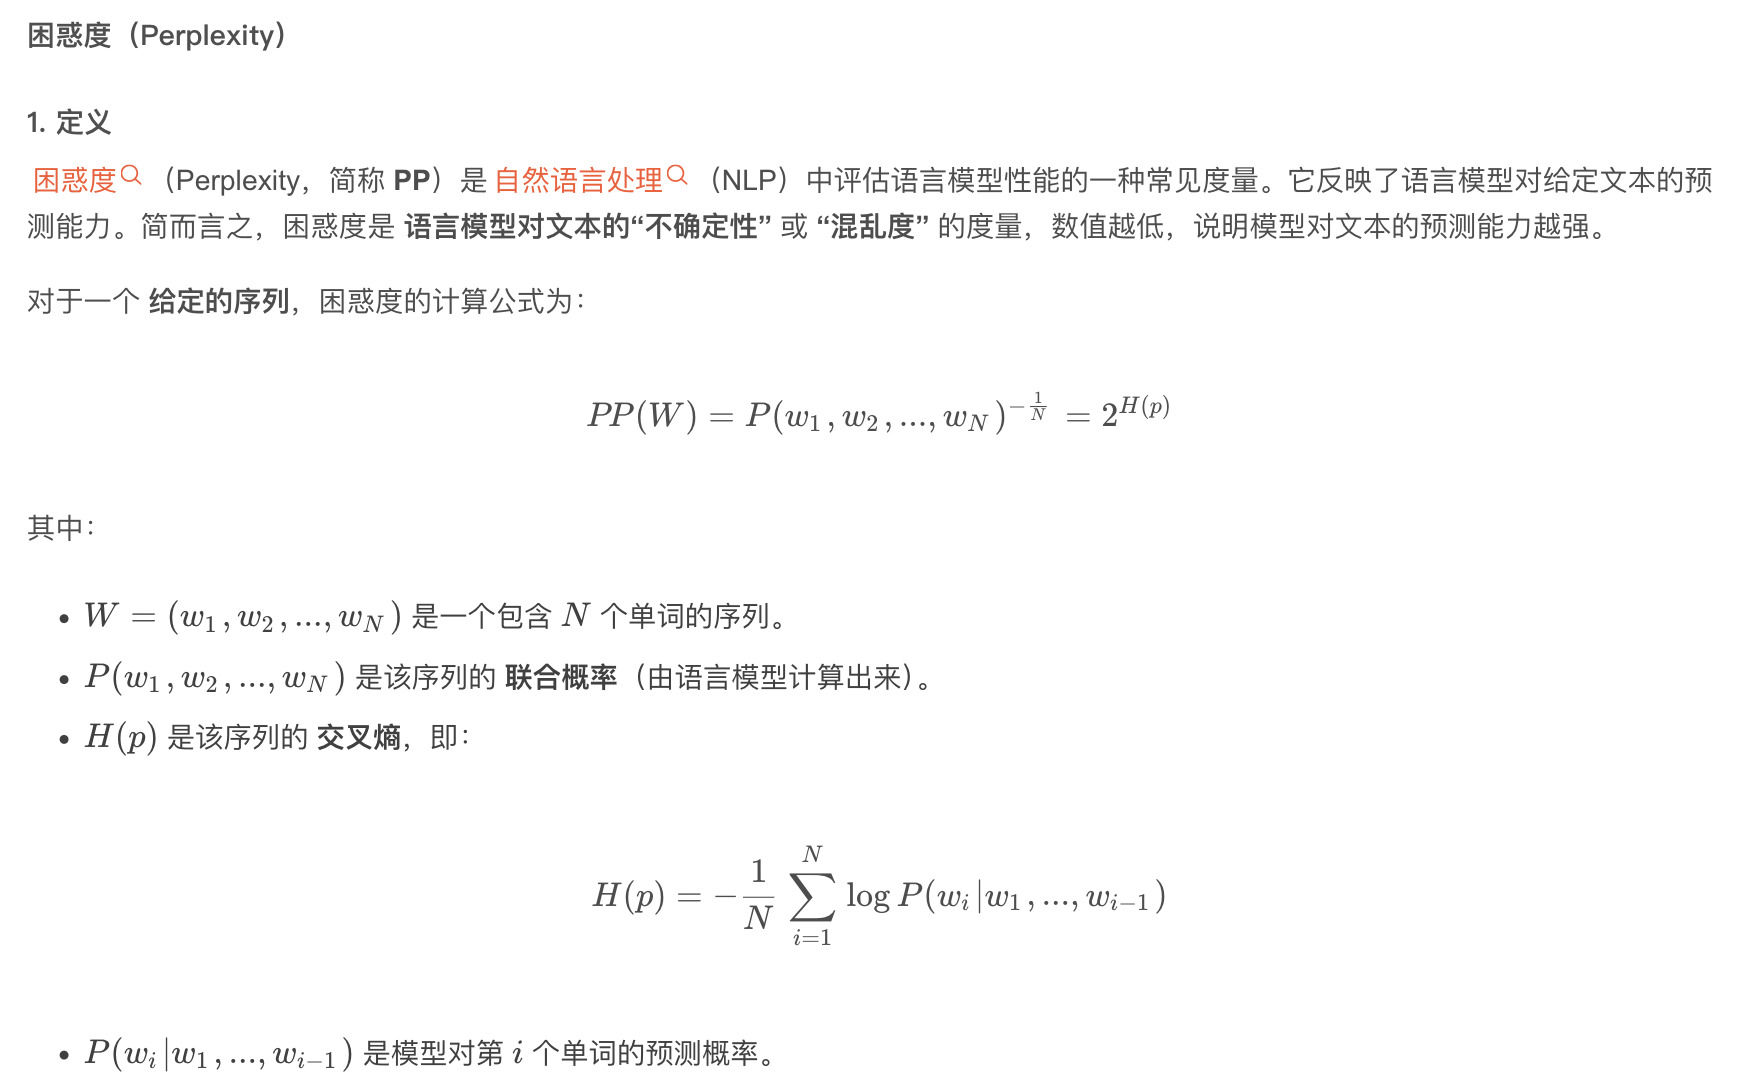 困惑度（Perplexity）
1. 定义
困惑度（Perplexity，简称 PP）是 自然语言处理（NLP）中评估语言模型性能的一种常见度量。它反映了语言模型对给定文本的预
测能力。简而言之，困惑度是 语言模型对文本的“不确定性” 或 “混乱度” 的度量，数值越低，说明模型对文本的预测能力越强。
对于一个 给定的序列，困惑度的计算公式为：
$PP(W) = P(w_1, w_2, ..., w_N)^{-\frac{1}{N}} = 2^{H(p)}$
其中：
• $W = (w_1, w_2, ..., w_N)$ 是一个包含 $N$ 个单词的序列。
• $P(w_1, w_2, ..., w_N)$ 是该序列的 联合概率（由语言模型计算出来）。
• $H(p)$ 是该序列的 交叉熵，即：
$H(p) = -\frac{1}{N} \sum_{i=1}^{N} \log P(w_i | w_1, ..., w_{i-1})$
• $P(w_i | w_1, ..., w_{i-1})$ 是模型对第 $i$ 个单词的预测概率。